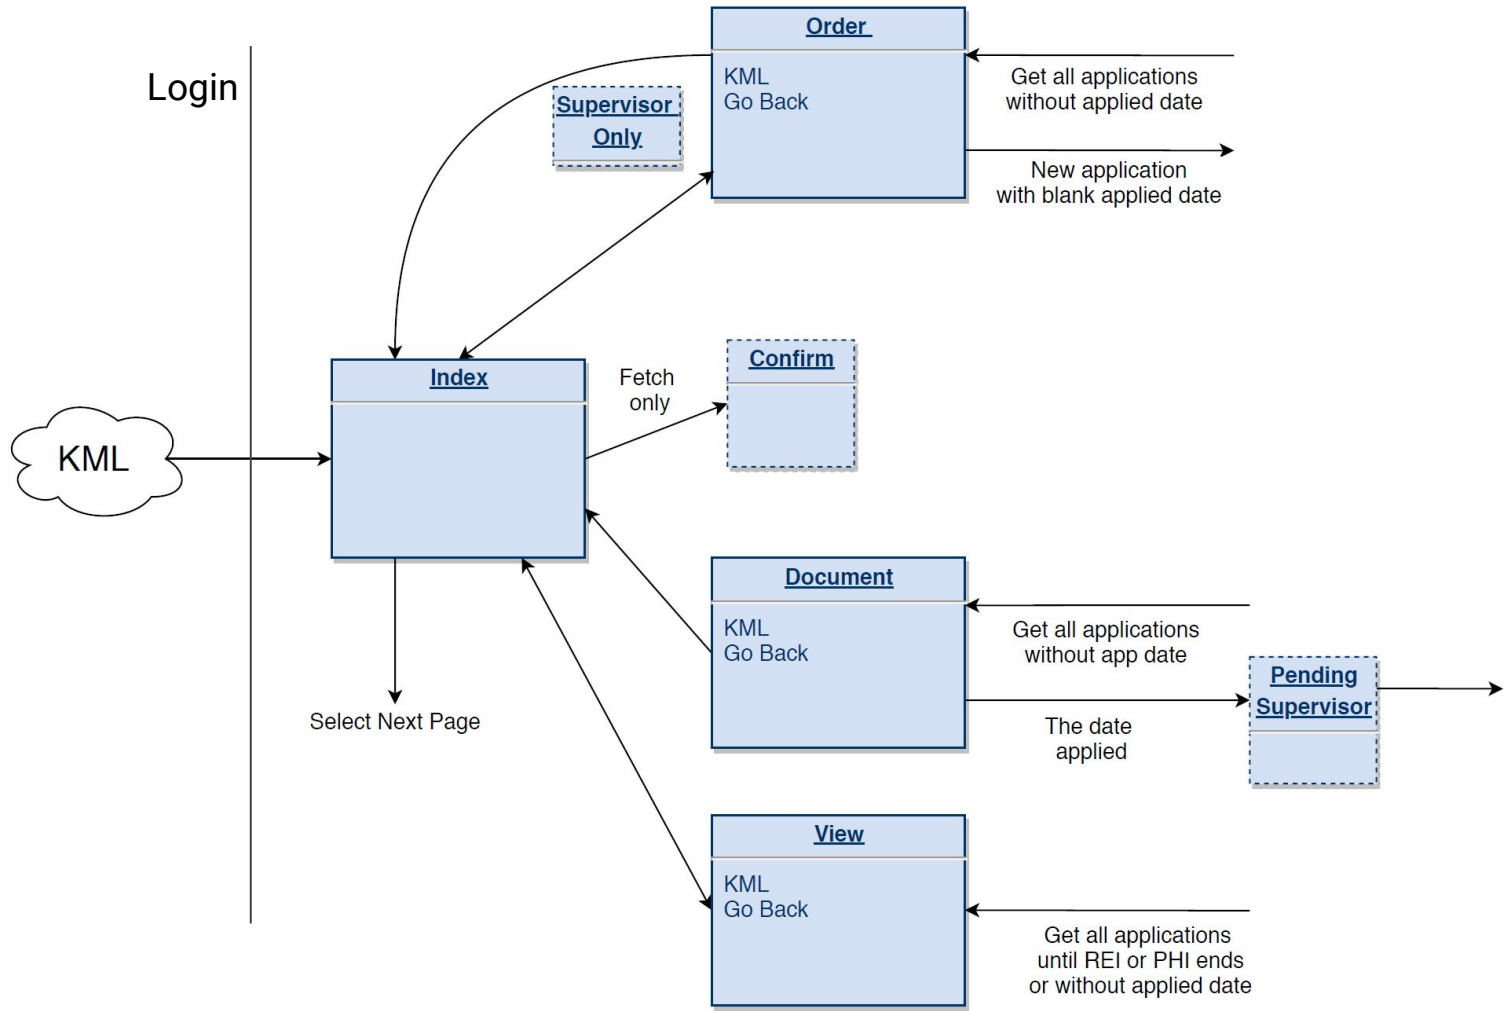 Login
KML
Order
KML
Go Back
Get all applications
without applied date
New application
with blank applied date
Supervisor
Only
Index
Fetch
only
Confirm
Select Next Page
Document
KML
Go Back
Get all applications
without app date
The date
applied
Pending
Supervisor
View
KML
Go Back
Get all applications
until REI or PHI ends
or without applied date